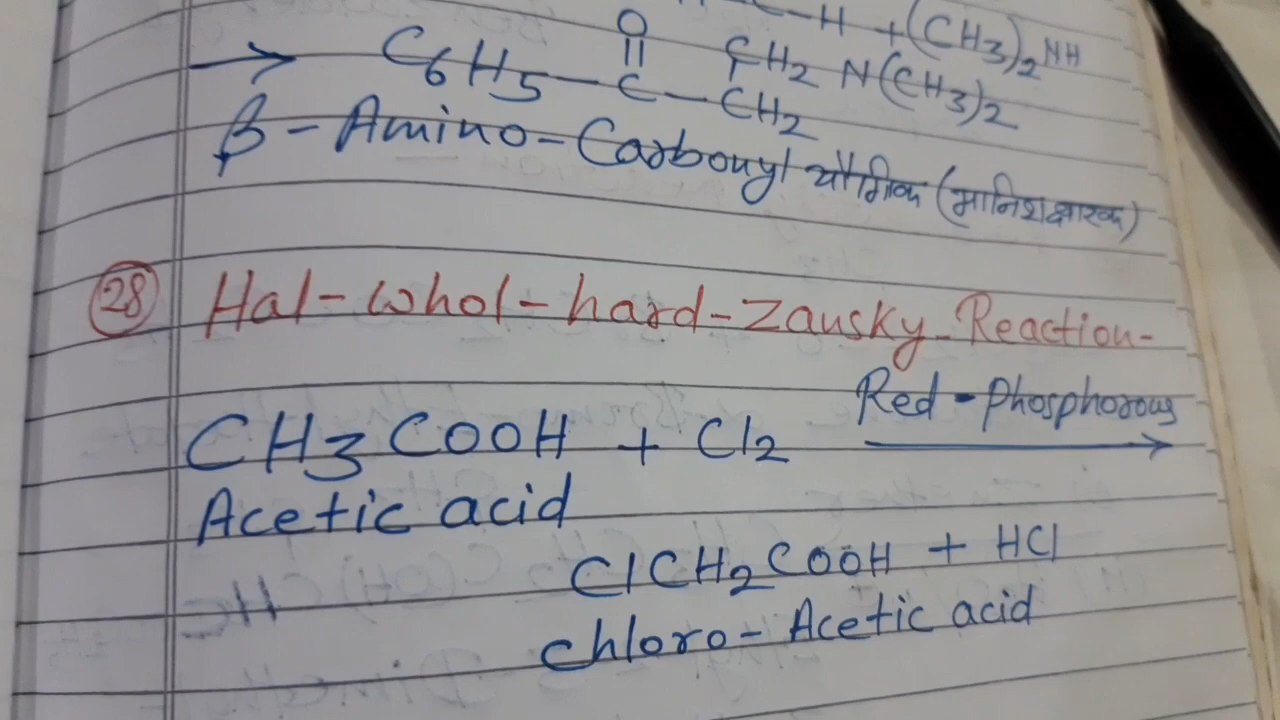 H + (CH3)2NH
O
→ C6H5 — C — CH2 CH2 N(CH3)2
β - Amino - Carbonyl यौगिक (मानिशक्षारक)
28 Hal-whol-hard-Zausky-Reaction-
CH3COOH + Cl2 Red-phosphorous →
Acetic acid
ClCH2COOH + HCl
chloro-Acetic acid